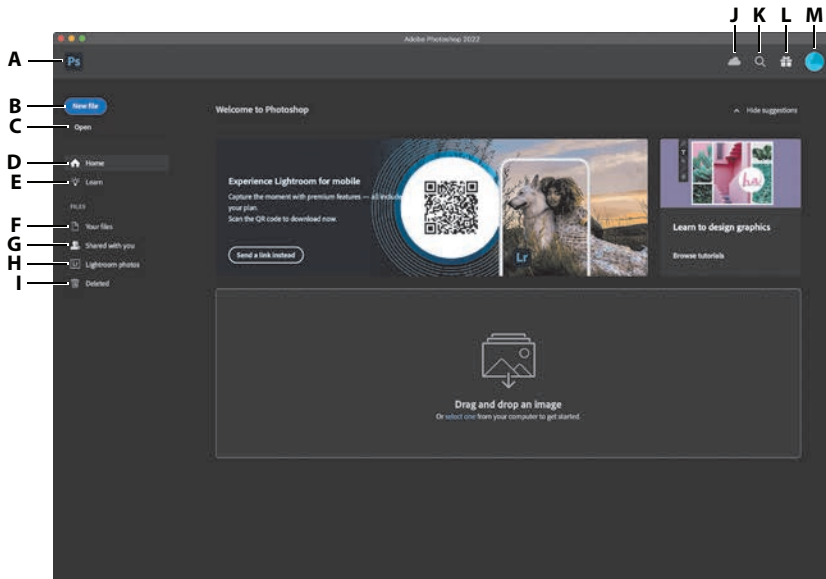 J K L M
Adobe Photoshop 2022
A Ps
B New file
C Open
Welcome to Photoshop
Hide suggestions
D Home
E Learn
FILES
F Your files
G Shared with you
H Lr Lightroom photos
I Deleted
Experience Lightroom for mobile
Capture the moment with premium features — all include
your plan.
Scan the QR code to download now.
Send a link instead
Lr
T
hey
Learn to design graphics
Browse tutorials
Drag and drop an image
Or select one from your computer to get started.